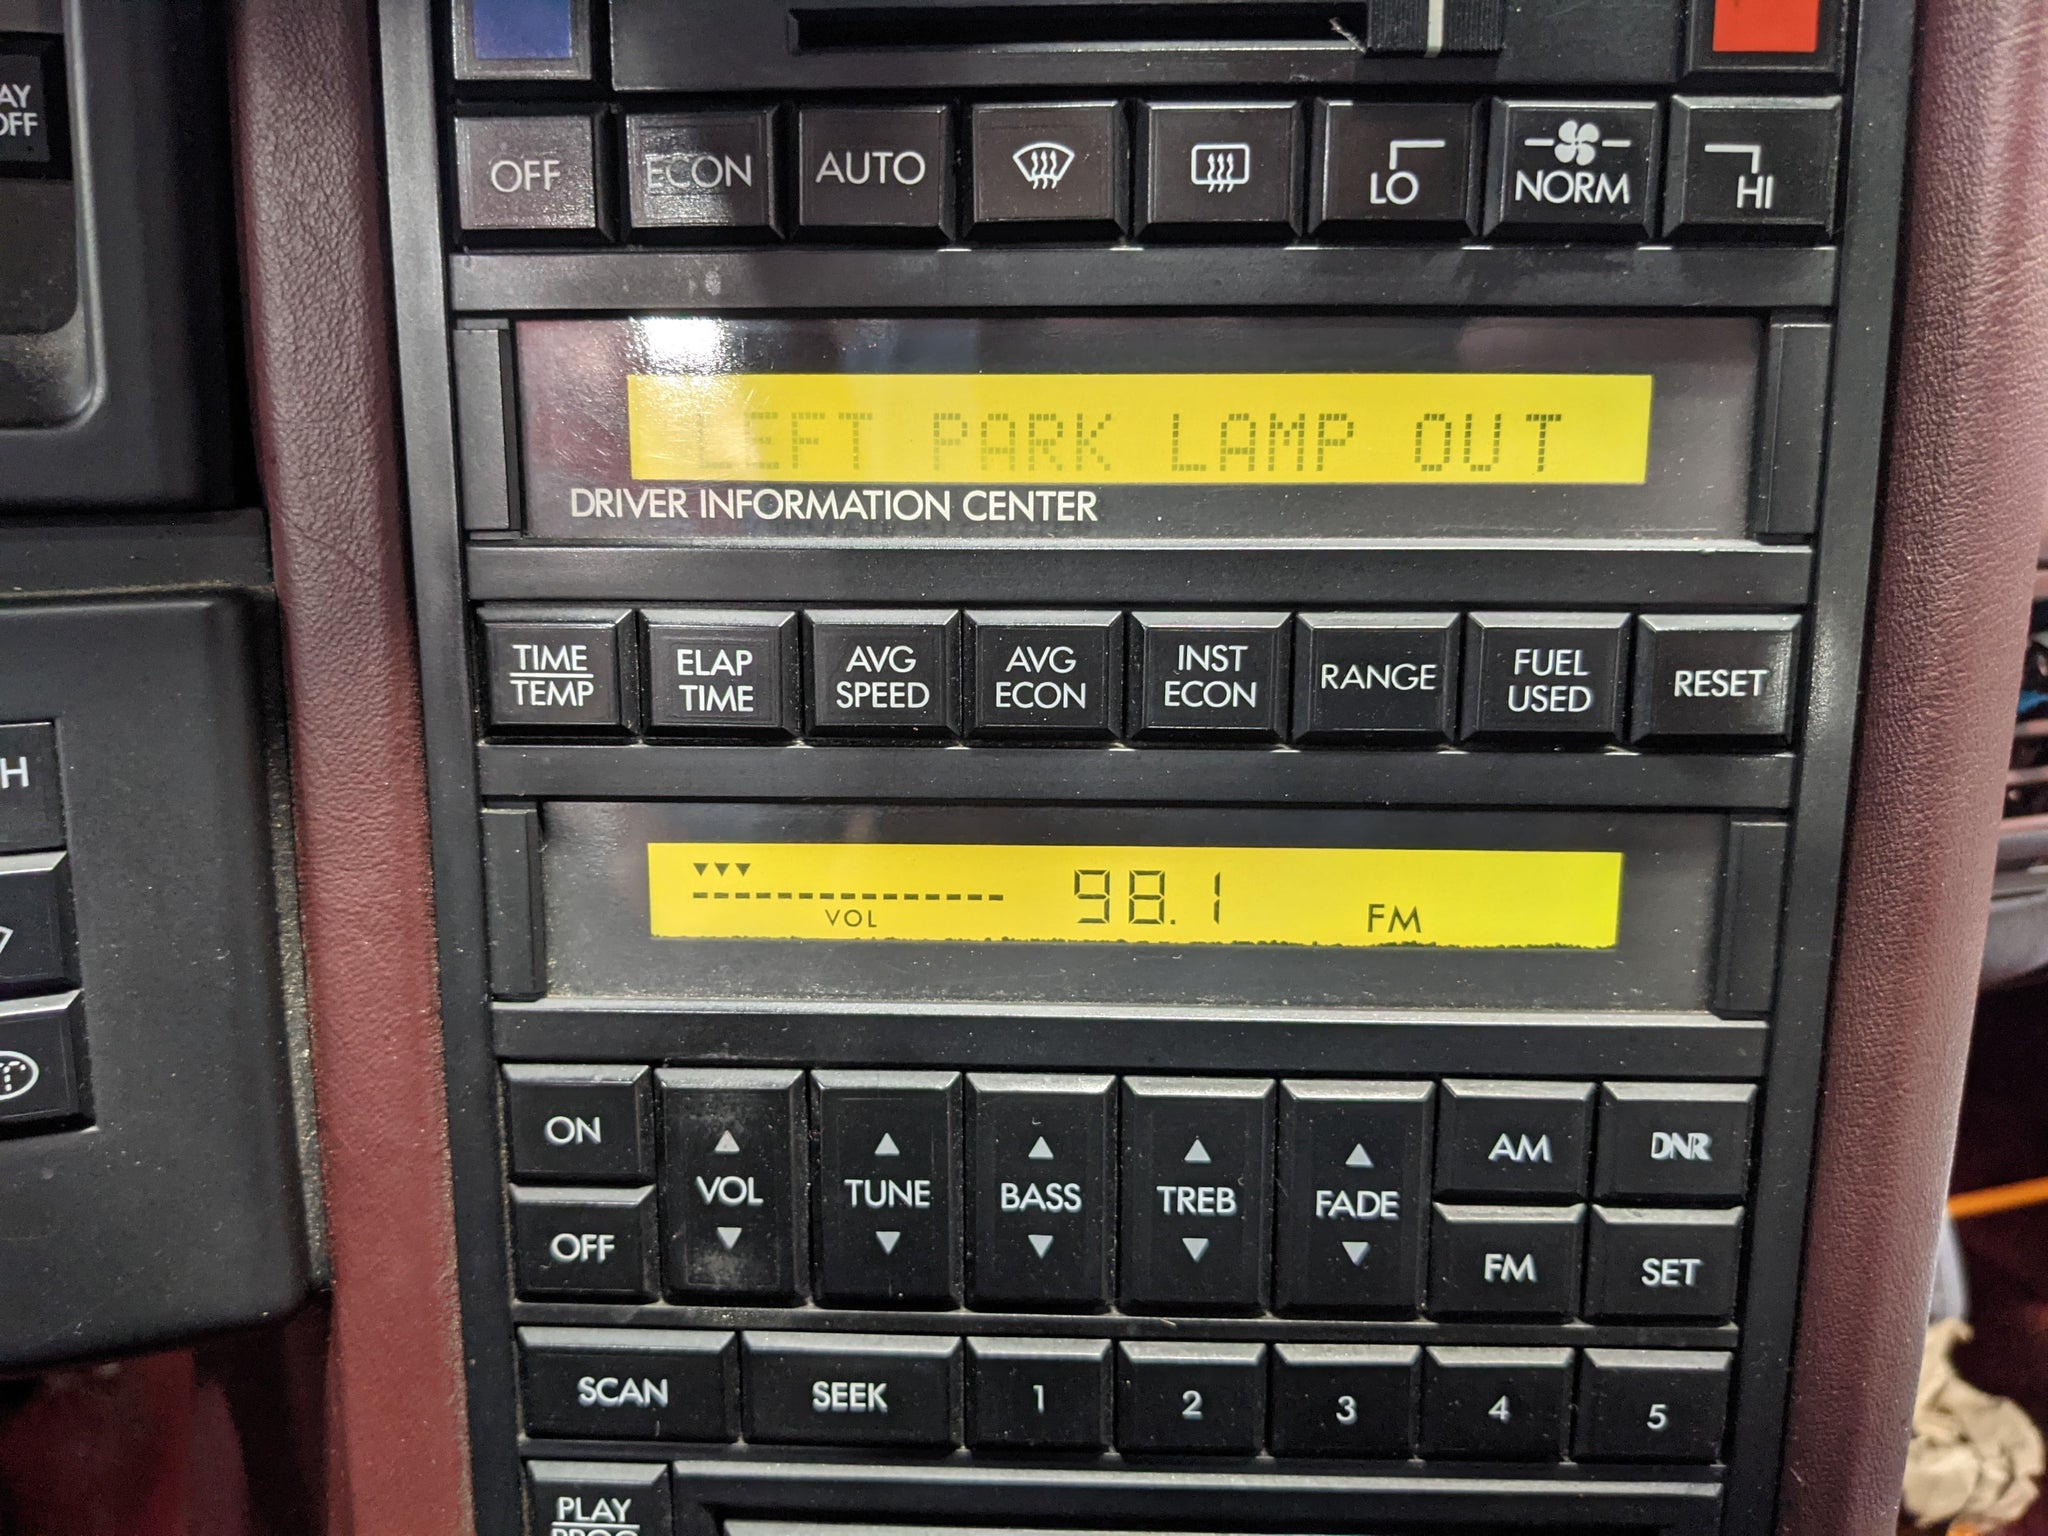 AY
OFF
OFF
ECON
AUTO
LO
NORM
HI
LEFT PARK LAMP OUT
DRIVER INFORMATION CENTER
TIME
TEMP
ELAP
TIME
AVG
SPEED
AVG
ECON
INST
ECON
RANGE
FUEL
USED
RESET
H
VOL
98.1
FM
ON
OFF
VOL
TUNE
BASS
TREB
FADE
AM
DNR
FM
SET
SCAN
SEEK
1
2
3
4
5
PLAY